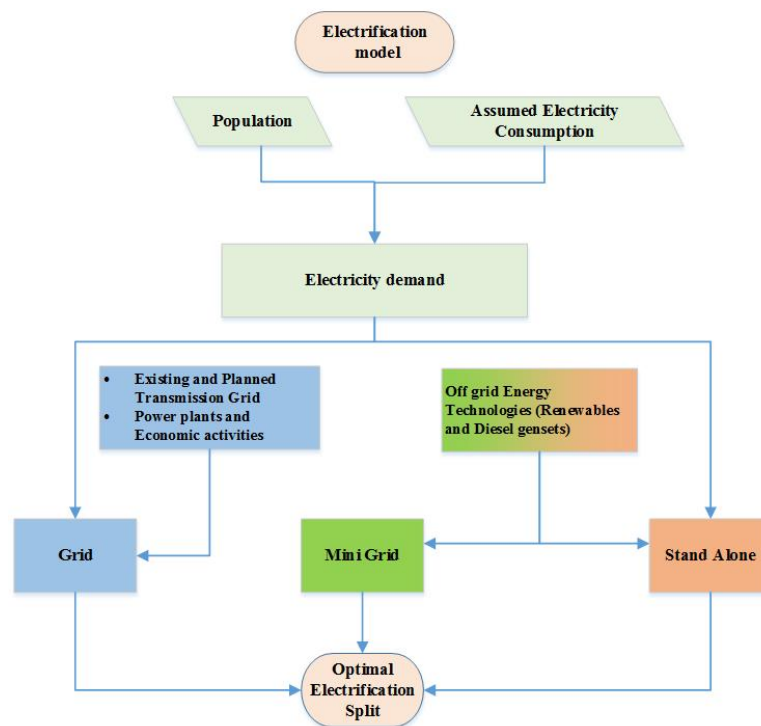 Electrification
model
Population
Assumed Electricity
Consumption
Electricity demand
• Existing and Planned
Transmission Grid
• Power plants and
Economic activities
Off grid Energy
Technologies (Renewables
and Diesel gensets)
Grid
Mini Grid
Stand Alone
Optimal
Electrification
Split